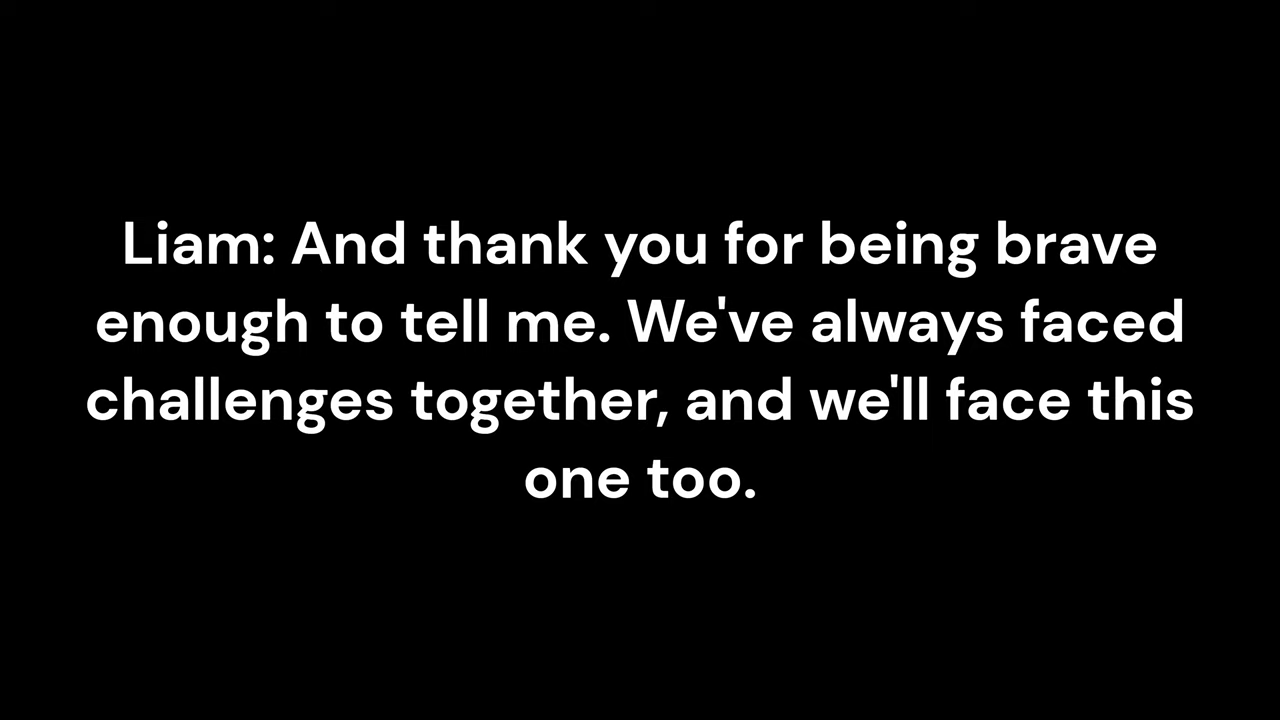 Liam: And thank you for being brave
enough to tell me. We've always faced
challenges together, and we'll face this
one too.